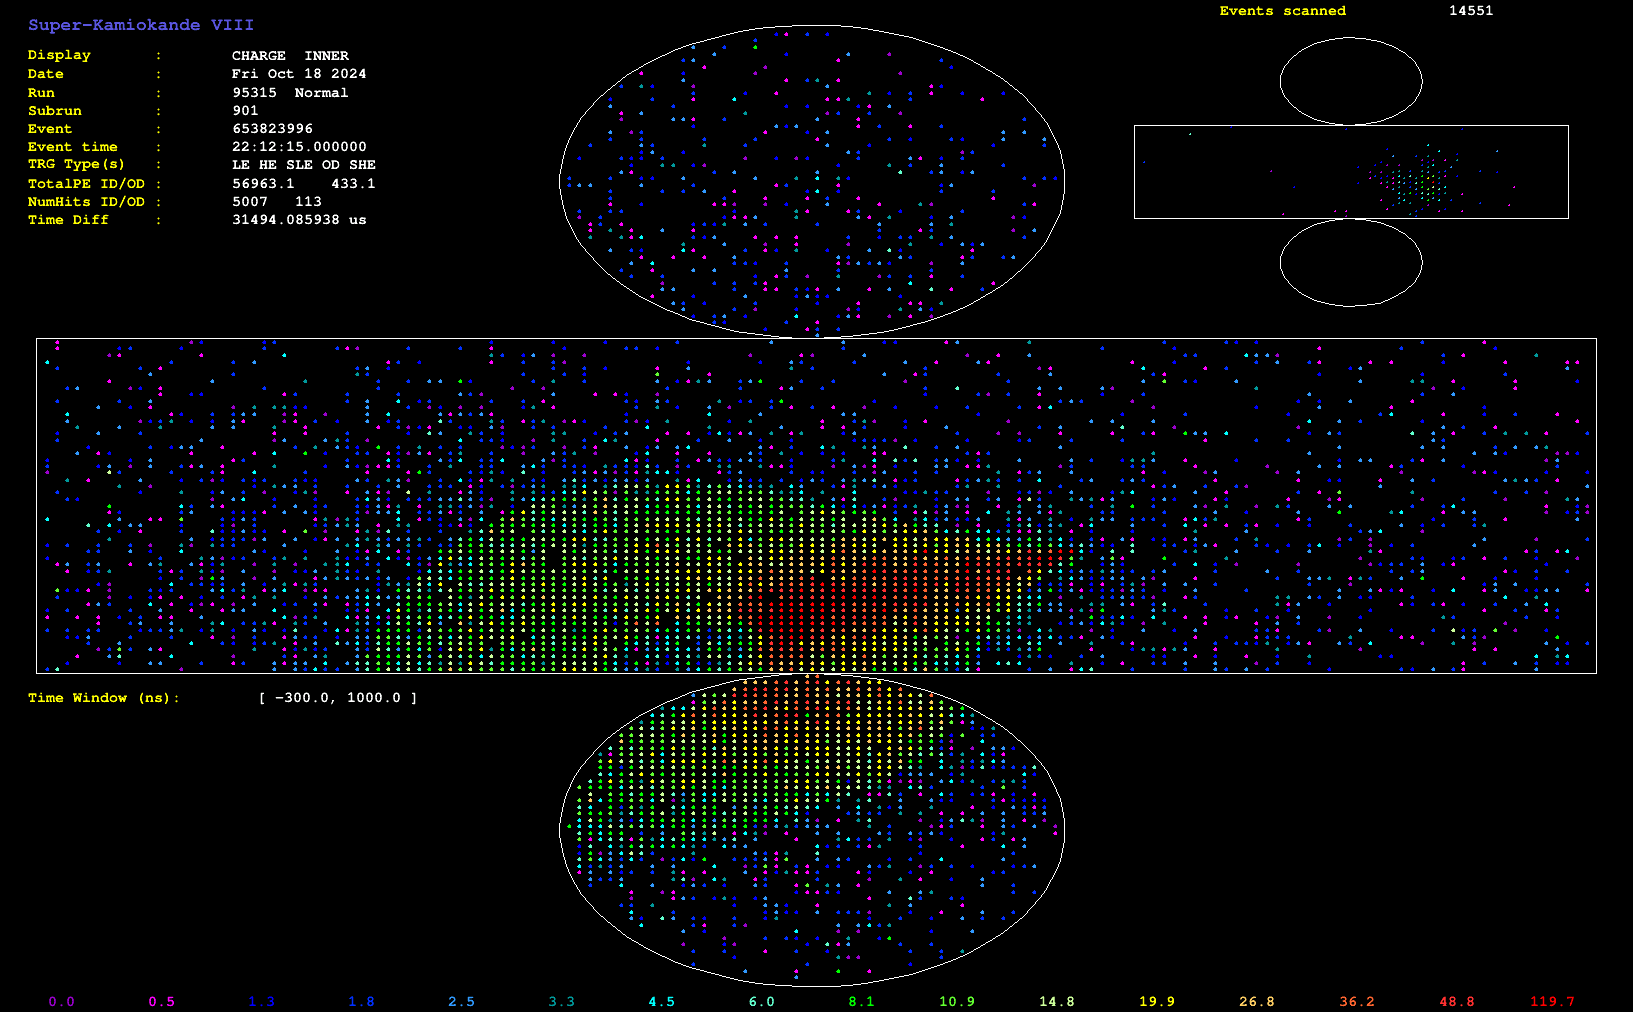 Super-Kamiokande VIII
Events scanned 14551
Display : CHARGE INNER
Date : Fri Oct 18 2024
Run : 95315 Normal
Subrun : 901
Event : 653823996
Event time : 22:12:15.000000
TRG Type(s) : LE HE SLE OD SHE
TotalPE ID/OD : 56963.1 433.1
NumHits ID/OD : 5007 113
Time Diff : 31494.085938 us
Time Window (ns): [ -300.0, 1000.0 ]
0.0 0.5 1.3 1.8 2.5 3.3 4.5 6.0 8.1 10.9 14.8 19.9 26.8 36.2 48.8 119.7